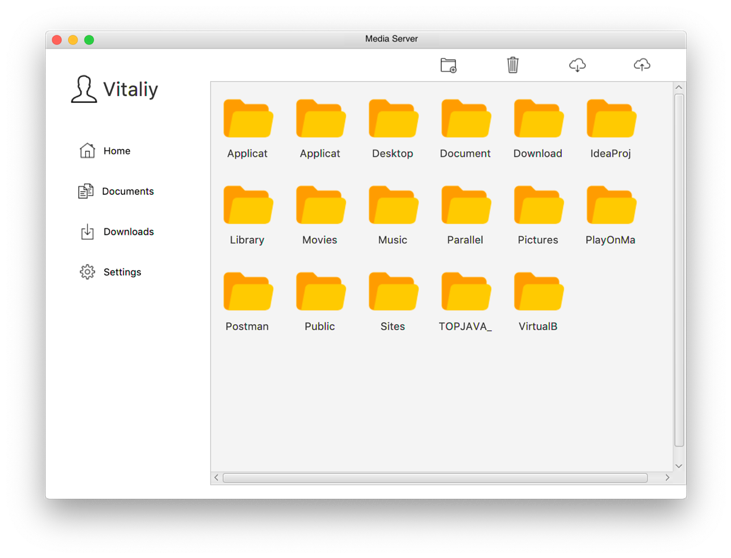 Media Server
Vitaliy
Home
Documents
Downloads
Settings
Applicat
Applicat
Desktop
Document
Download
IdeaProj
Library
Movies
Music
Parallel
Pictures
PlayOnMa
Postman
Public
Sites
TOPJAVA_
VirtualB